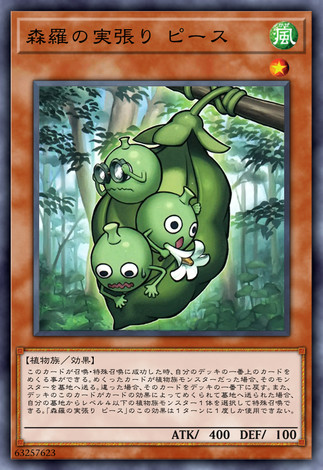 森羅の実張り ピース
風
【植物族／効果】
このカードが召喚・特殊召喚に成功した時、自分のデッキの一番上のカードを
めくる事ができる。めくったカードが植物族モンスターだった場合、そのモン
スターを墓地へ送る。違った場合、そのカードをデッキの一番下に戻す。また、
デッキのこのカードがカードの効果によってめくられて墓地へ送られた場合、
自分の墓地からレベル４以下の植物族モンスター１体を選択して特殊召喚で
きる。「森羅の実張り ピース」のこの効果は１ターンに１度しか使用できない。
ATK/ 400 DEF/ 100
63257623